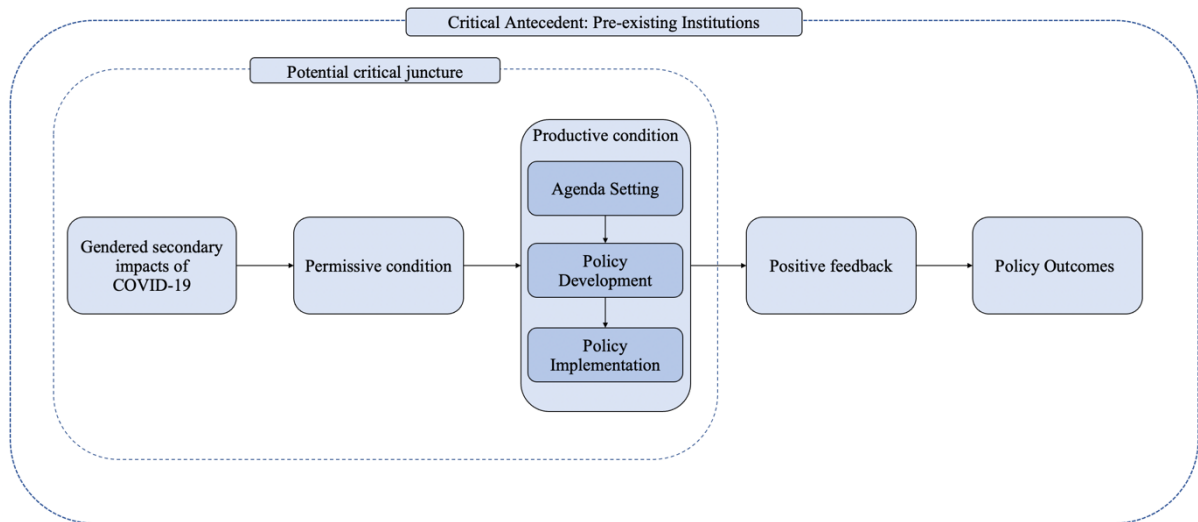 Critical Antecedent: Pre-existing Institutions
Potential critical juncture
Gendered secondary
impacts of
COVID-19
Permissive condition
Productive condition
Agenda Setting
Policy
Development
Policy
Implementation
Positive feedback
Policy Outcomes